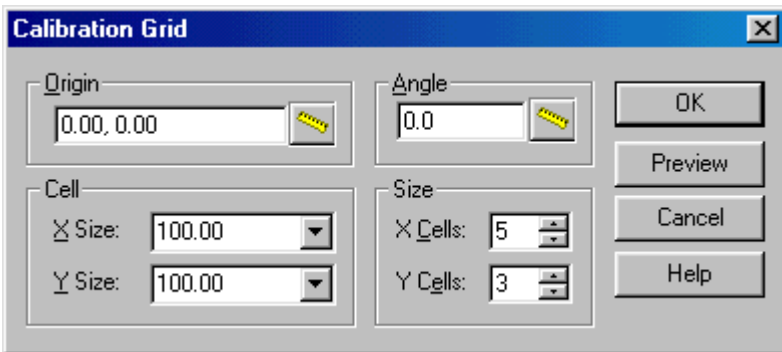 Calibration Grid
Origin
0.00, 0.00
Angle
0.0
OK
Preview
Cell
X Size: 100.00
Y Size: 100.00
Size
X Cells: 5
Y Cells: 3
Cancel
Help